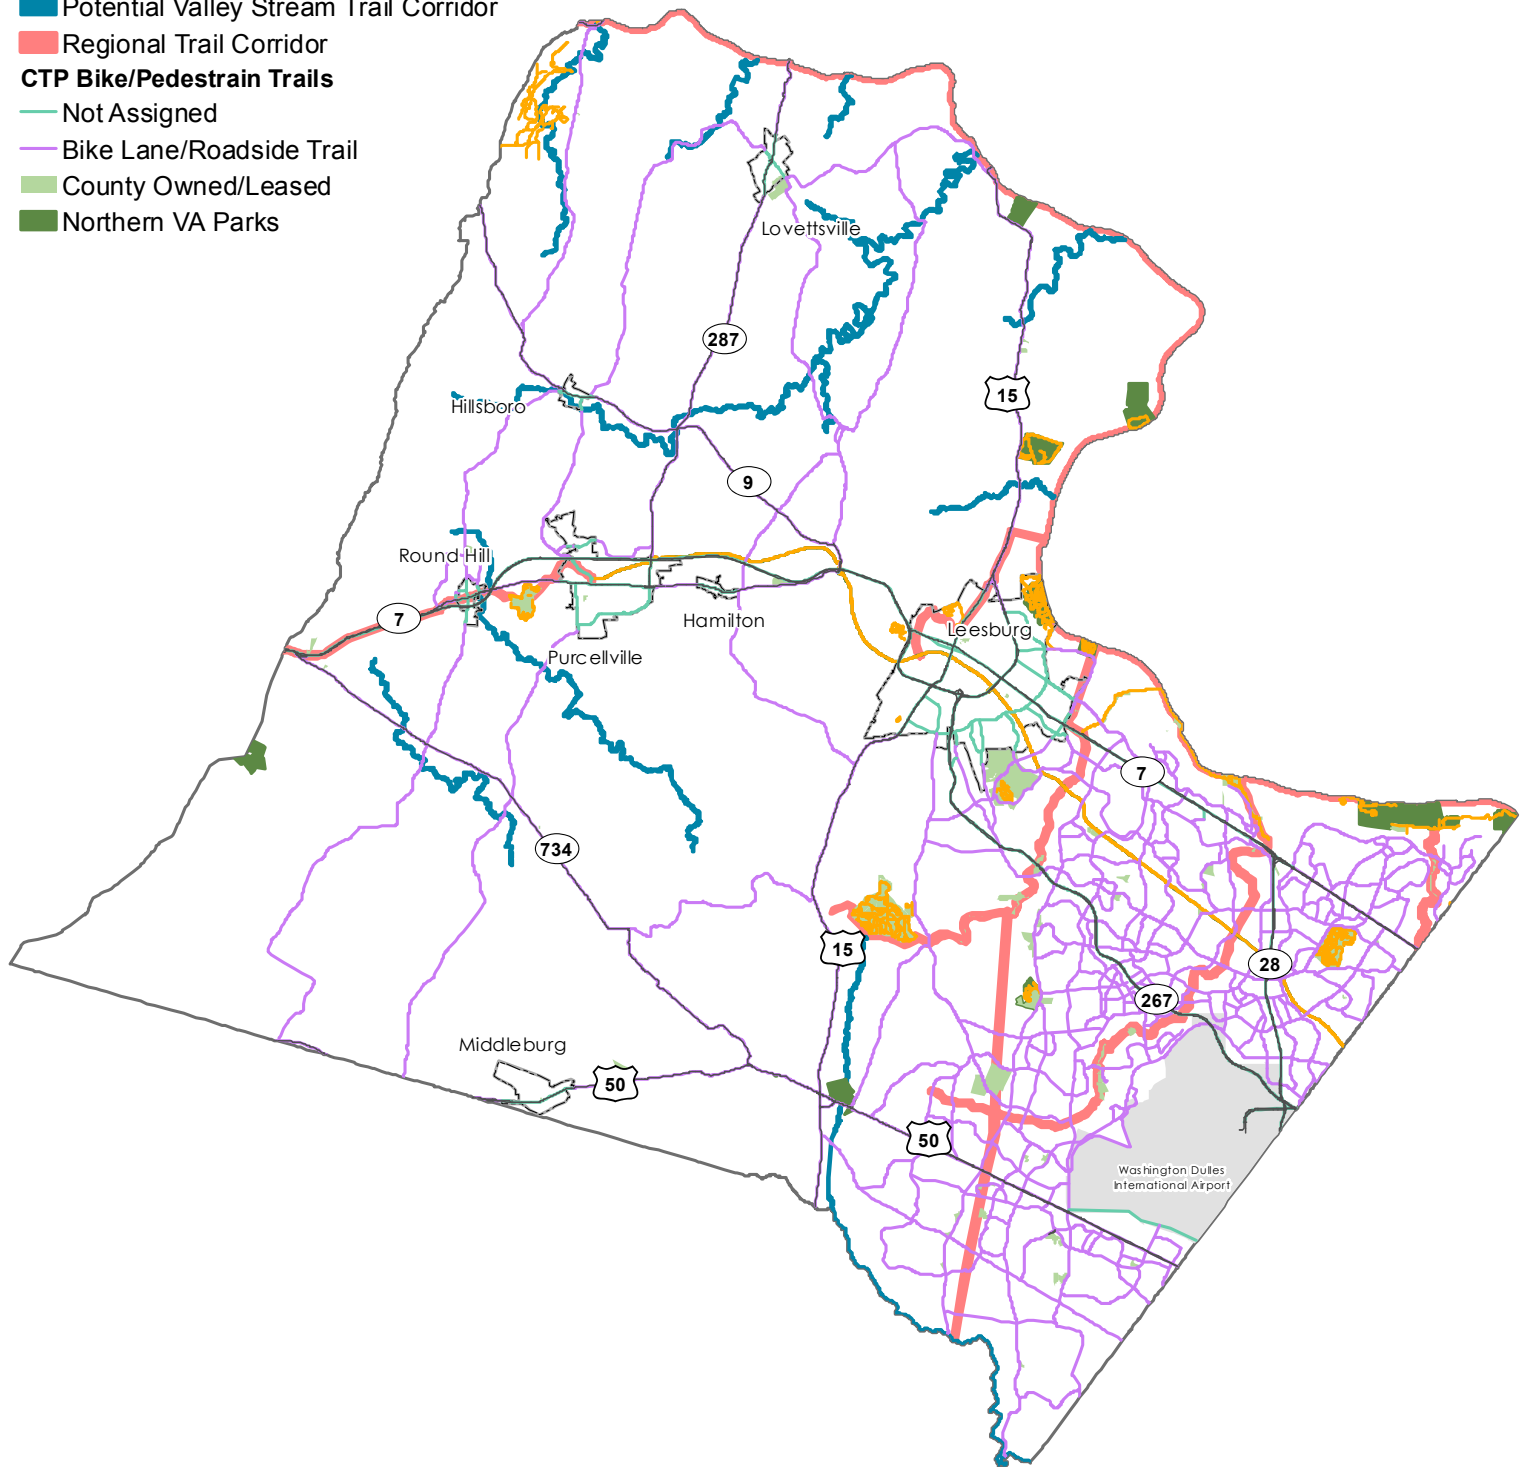 Potential Valley Stream Trail Corridor
Regional Trail Corridor
CTP Bike/Pedestrain Trails
Not Assigned
Bike Lane/Roadside Trail
County Owned/Leased
Northern VA Parks
Lovettsville
287
15
Hillsboro
9
Round Hill
7
Hamilton
Leesburg
Purcellville
7
734
15
28
267
Middleburg
50
50
Washington Dulles
International Airport